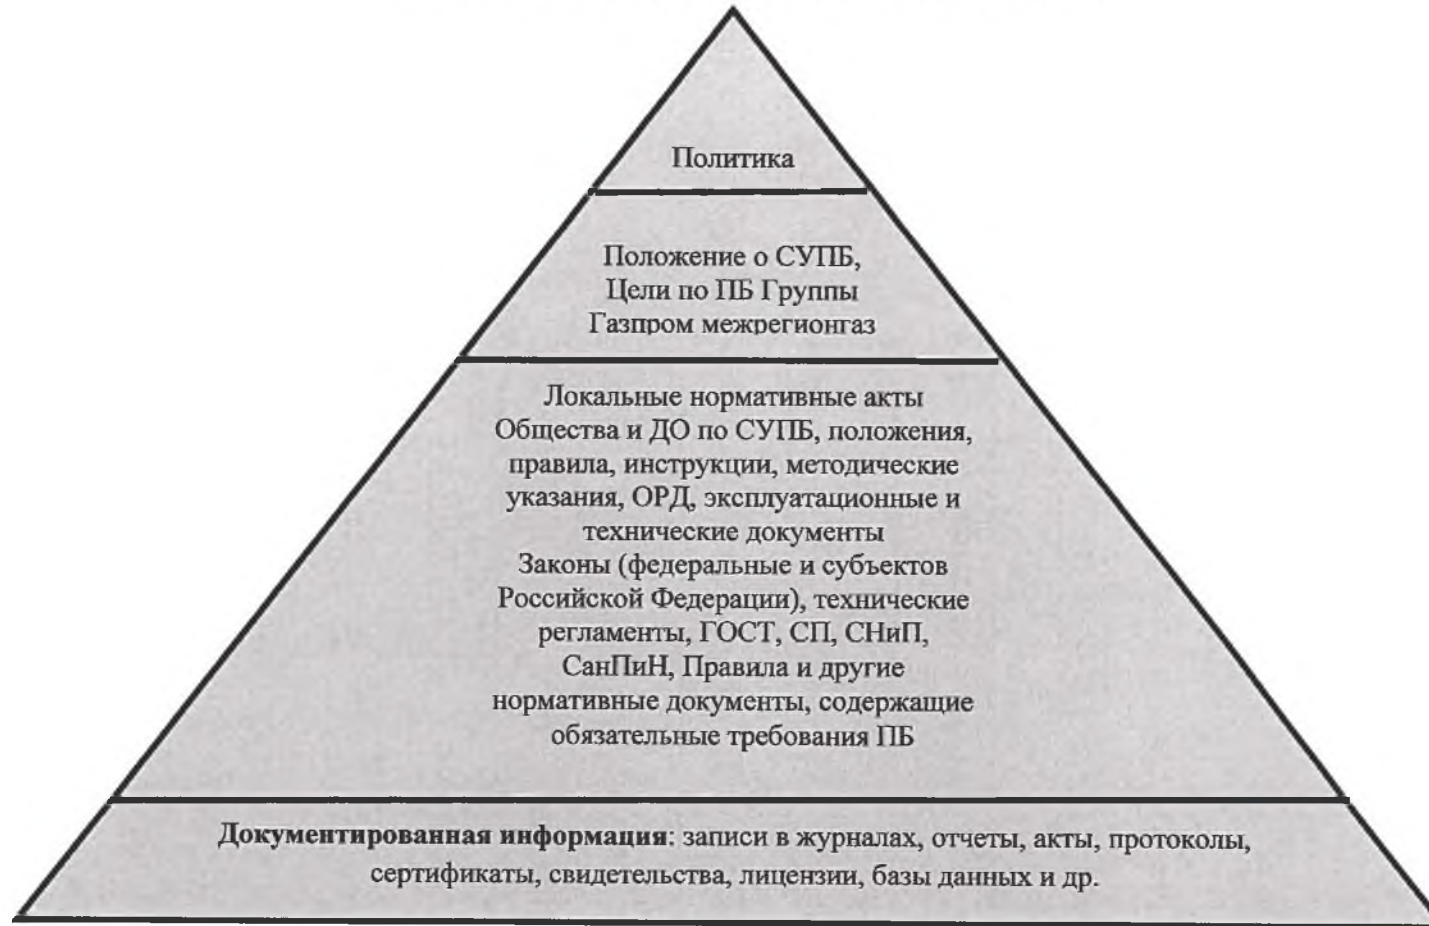 Политика
Положение о СУПБ,
Цели по ПБ Группы
Газпром межрегионгаз
Локальные нормативные акты
Общества и ДО по СУПБ, положения,
правила, инструкции, методические
указания, ОРД, эксплуатационные и
технические документы
Законы (федеральные и субъектов
Российской Федерации), технические
регламенты, ГОСТ, СП, СНиП,
СанПиН, Правила и другие
нормативные документы, содержащие
обязательные требования ПБ
Документированная информация: записи в журналах, отчеты, акты, протоколы,
сертификаты, свидетельства, лицензии, базы данных и др.